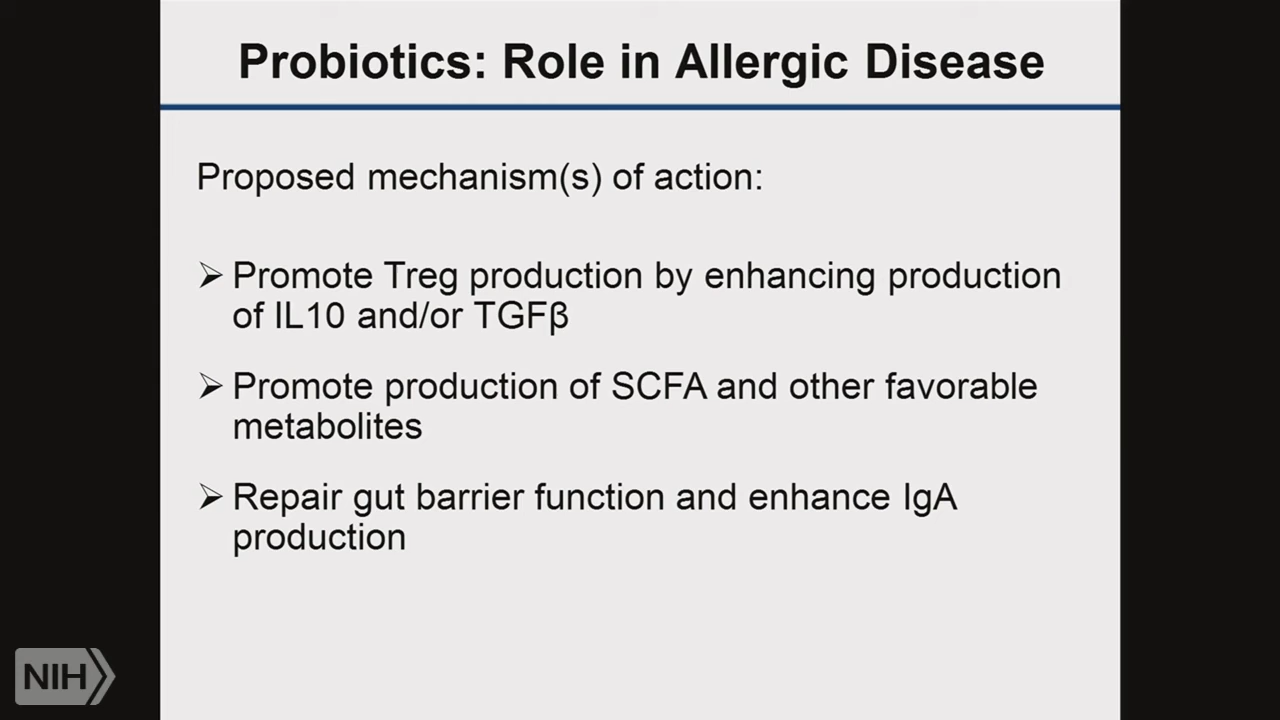 Probiotics: Role in Allergic Disease
Proposed mechanism(s) of action:
➢ Promote Treg production by enhancing production
of IL10 and/or TGFβ
➢ Promote production of SCFA and other favorable
metabolites
➢ Repair gut barrier function and enhance IgA
production
NIH